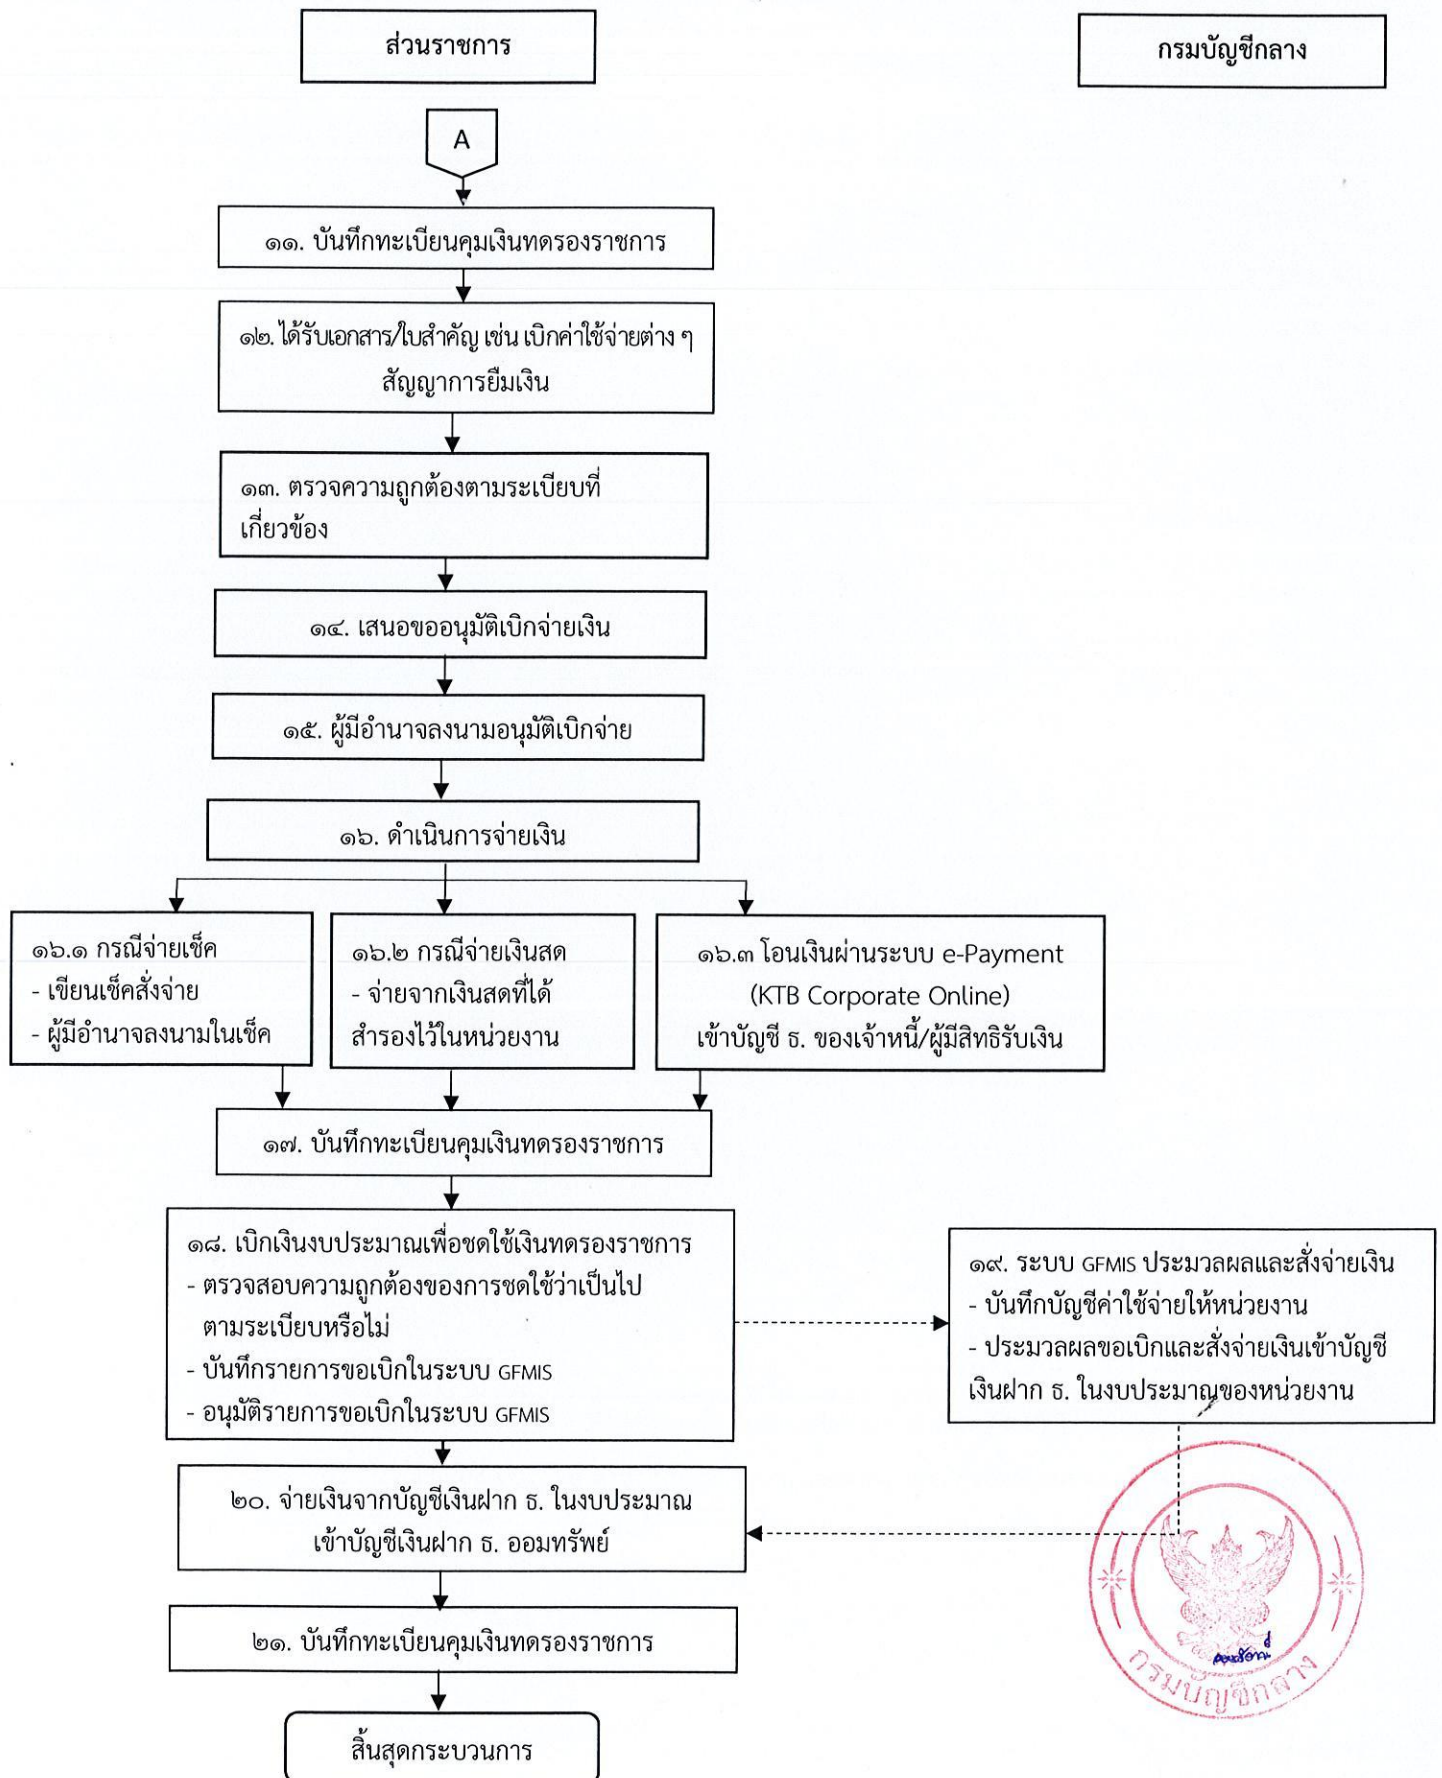 ส่วนราชการ
กรมบัญชีกลาง
A
๑๑. บันทึกทะเบียนคุมเงินทดรองราชการ
๑๒. ได้รับเอกสาร/ใบสำคัญ เช่น เบิกค่าใช้จ่ายต่าง ๆ
สัญญาการยืมเงิน
๑๓. ตรวจความถูกต้องตามระเบียบที่
เกี่ยวข้อง
๑๔. เสนอขออนุมัติเบิกจ่ายเงิน
๑๕. ผู้มีอำนาจลงนามอนุมัติเบิกจ่าย
๑๖. ดำเนินการจ่ายเงิน
๑๖.๑ กรณีจ่ายเช็ค
- เขียนเช็คสั่งจ่าย
- ผู้มีอำนาจลงนามในเช็ค
๑๖.๒ กรณีจ่ายเงินสด
- จ่ายจากเงินสดที่ได้
สำรองไว้ในหน่วยงาน
๑๖.๓ โอนเงินผ่านระบบ e-Payment
(KTB Corporate Online)
เข้าบัญชี ธ. ของเจ้าหนี้/ผู้มีสิทธิรับเงิน
๑๗. บันทึกทะเบียนคุมเงินทดรองราชการ
๑๘. เบิกเงินงบประมาณเพื่อชดใช้เงินทดรองราชการ
- ตรวจสอบความถูกต้องของการชดใช้ว่าเป็นไป
ตามระเบียบหรือไม่
- บันทึกรายการขอเบิกในระบบ GFMIS
- อนุมัติรายการขอเบิกในระบบ GFMIS
๑๙. ระบบ GFMIS ประมวลผลและสั่งจ่ายเงิน
- บันทึกบัญชีค่าใช้จ่ายให้หน่วยงาน
- ประมวลผลขอเบิกและสั่งจ่ายเงินเข้าบัญชี
เงินฝาก ธ. ในงบประมาณของหน่วยงาน
๒๐. จ่ายเงินจากบัญชีเงินฝาก ธ. ในงบประมาณ
เข้าบัญชีเงินฝาก ธ. ออมทรัพย์
๒๑. บันทึกทะเบียนคุมเงินทดรองราชการ
กรมบัญชีกลาง
สิ้นสุดกระบวนการ